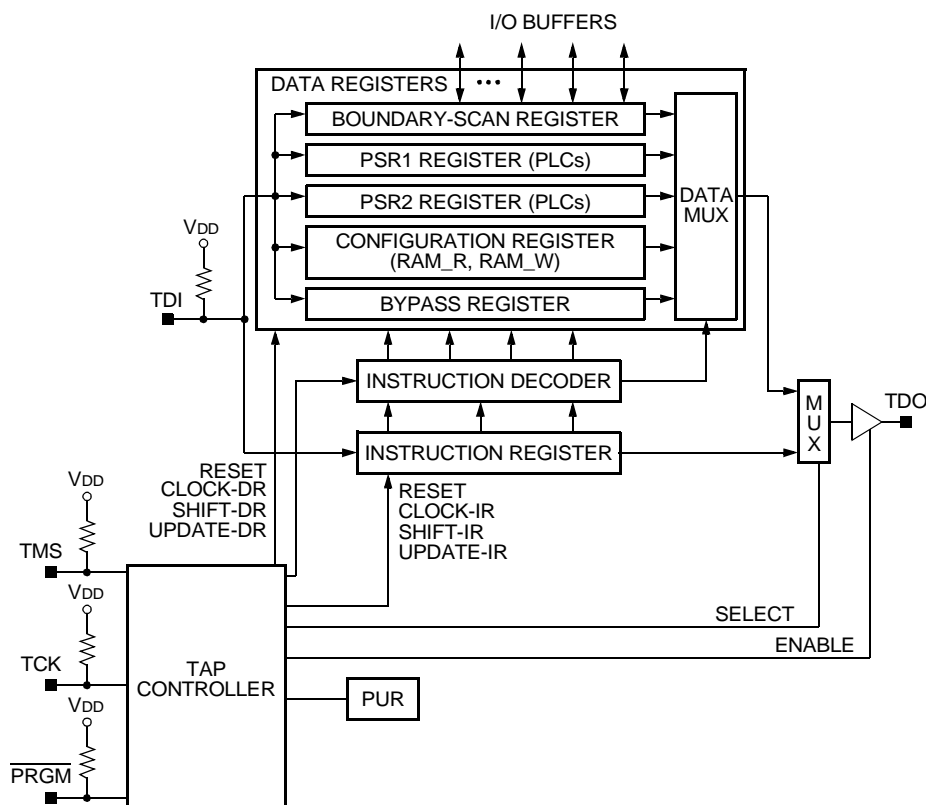 I/O BUFFERS
DATA REGISTERS
•••
BOUNDARY-SCAN REGISTER
PSR1 REGISTER (PLCs)
PSR2 REGISTER (PLCs)
CONFIGURATION REGISTER
(RAM_R, RAM_W)
BYPASS REGISTER
DATA
MUX
VDD
TDI
INSTRUCTION DECODER
INSTRUCTION REGISTER
MUX
TDO
RESET
CLOCK-DR
SHIFT-DR
UPDATE-DR
RESET
CLOCK-IR
SHIFT-IR
UPDATE-IR
VDD
TMS
VDD
TCK
VDD
PRGM
TAP
CONTROLLER
SELECT
ENABLE
PUR